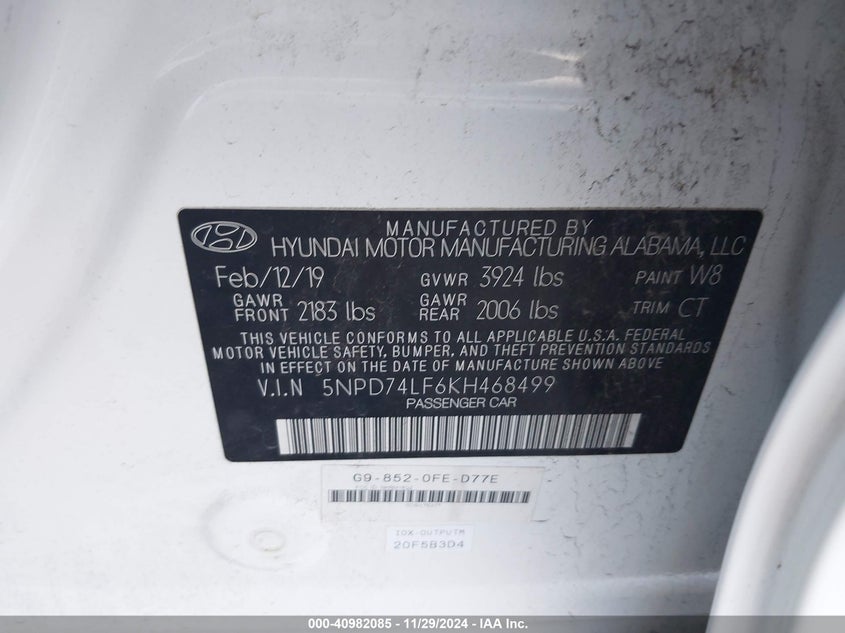 MANUFACTURED BY
HYUNDAI MOTOR MANUFACTURING ALABAMA, LLC
Feb/12/19 GVWR 3924 lbs PAINT W8
GAWR FRONT 2183 lbs GAWR REAR 2006 lbs TRIM CT
THIS VEHICLE CONFORMS TO ALL APPLICABLE U.S.A. FEDERAL
MOTOR VEHICLE SAFETY, BUMPER, AND THEFT PREVENTION STANDARDS
IN EFFECT ON THE DATE OF MANUFACTURE SHOWN ABOVE
V.I.N 5NPD74LF6KH468499
PASSENGER CAR
G9-852-0FE-D77E
IOX-OUTPUTM
20F5B3D4
000-40982085 - 11/29/2024 - IAA Inc.